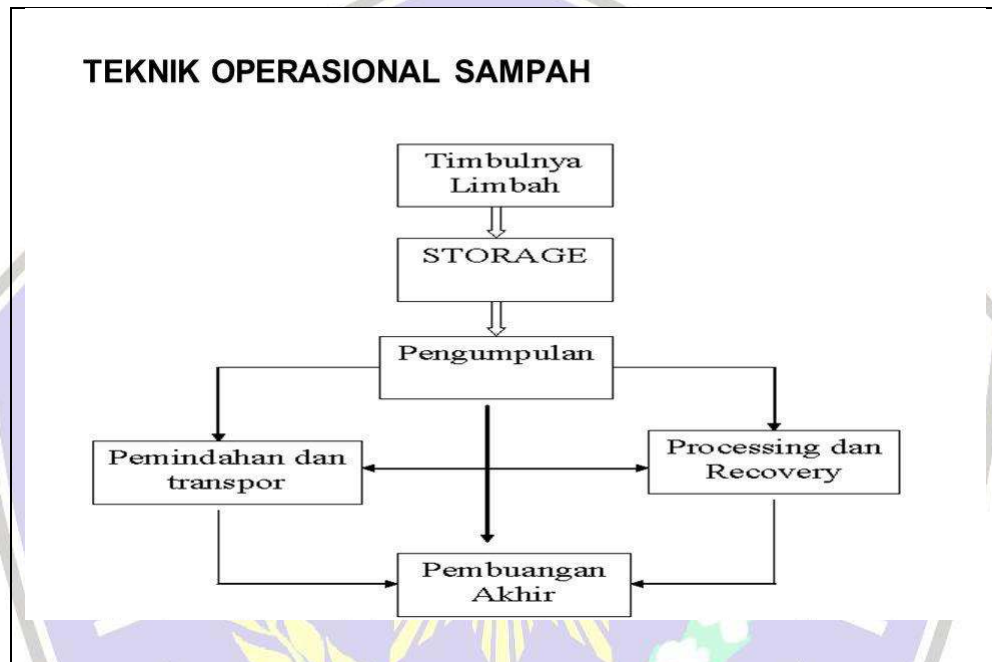 TEKNIK OPERASIONAL SAMPAH
Timbulnya
Limbah
STORAGE
Pengumpulan
Pemindahan dan
transpor
Processing dan
Recovery
Pembuangan
Akhir